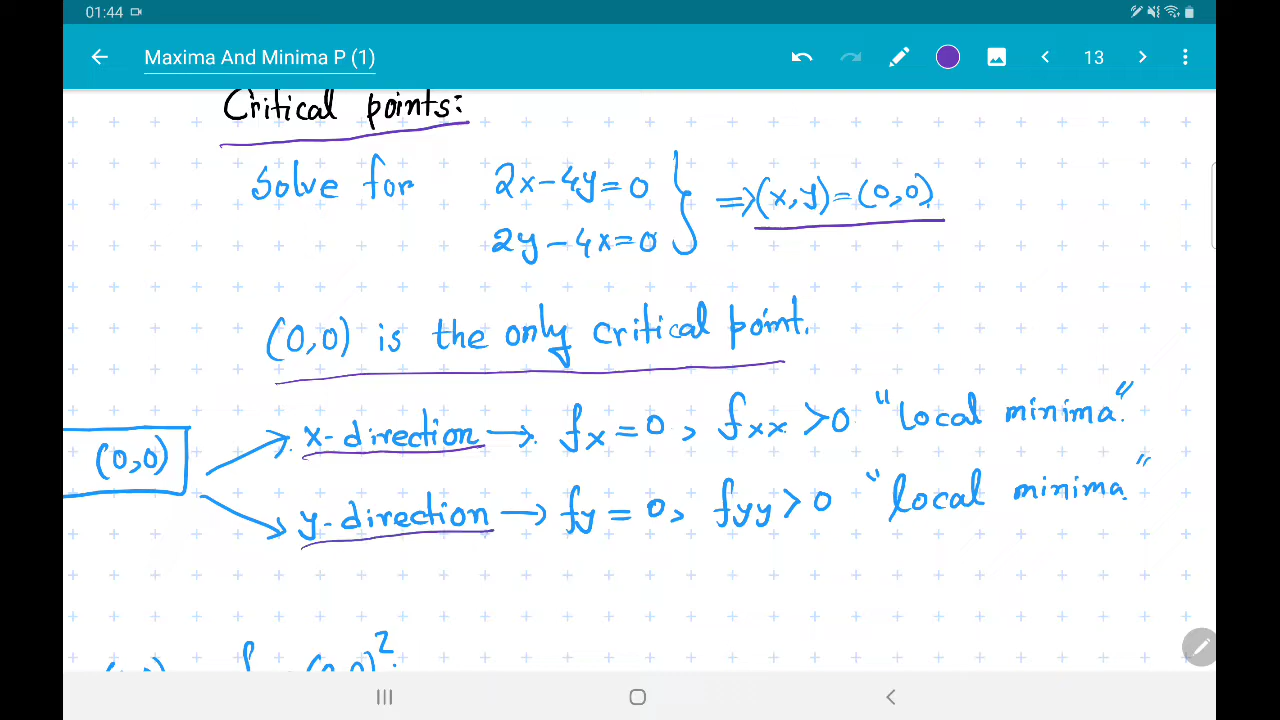 01:44
Maxima And Minima P (1)
13
Critical points:
Solve for 2x-4y=0 } ⇒(x,y)=(0,0).
2y-4x=0
(0,0) is the only critical point.
x-direction → fx=0, fxx>0 "local minima".
(0,0)
y-direction → fy=0, fyy>0 "local minima".